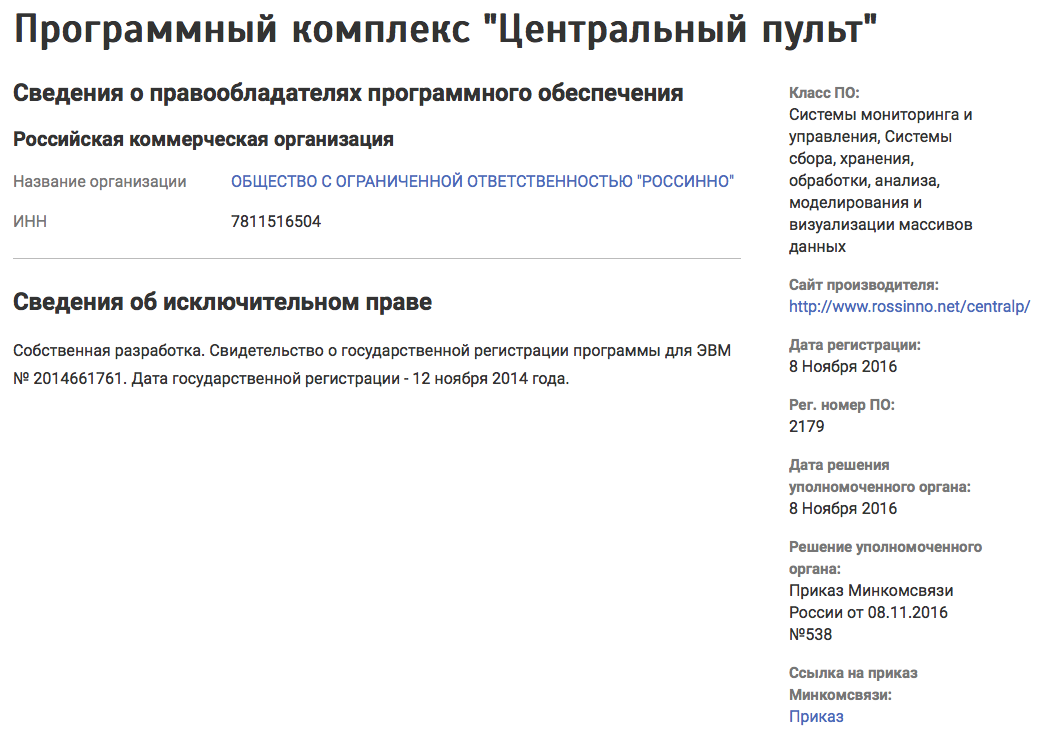 Программный комплекс "Центральный пульт"
Сведения о правообладателях программного обеспечения
Российская коммерческая организация
Название организации ОБЩЕСТВО С ОГРАНИЧЕННОЙ ОТВЕТСТВЕННОСТЬЮ "РОССИННО"
ИНН 7811516504
Сведения об исключительном праве
Собственная разработка. Свидетельство о государственной регистрации программы для ЭВМ
№ 2014661761. Дата государственной регистрации - 12 ноября 2014 года.
Класс ПО:
Системы мониторинга и
управления, Системы
сбора, хранения,
обработки, анализа,
моделирования и
визуализации массивов
данных
Сайт производителя:
http://www.rossinno.net/centralp/
Дата регистрации:
8 Ноября 2016
Рег. номер ПО:
2179
Дата решения
уполномоченного органа:
8 Ноября 2016
Решение уполномоченного
органа:
Приказ Минкомсвязи
России от 08.11.2016
№538
Ссылка на приказ
Минкомсвязи:
Приказ